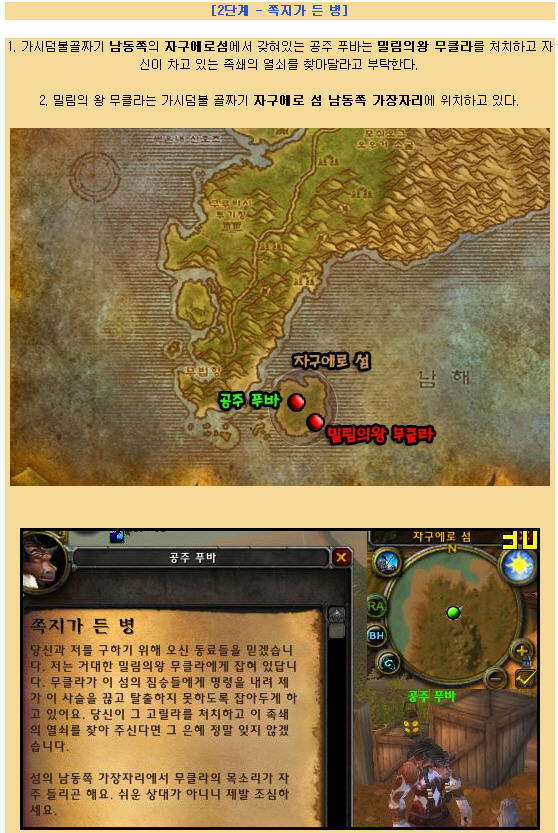 [2단계 - 쪽지가 든 병]
1. 가시덤불골짜기 남동쪽의 자구에로섬에서 갖혀있는 공주 푸바는 밀림의왕 무클라를 처치하고 자
신이 차고 있는 족쇄의 열쇠를 찾아달라고 부탁한다.
2. 밀림의 왕 무클라는 가시덤불 골짜기 자구에로 섬 남동쪽 가장자리에 위치하고 있다.
구루바시
투기장
자구에로 섬
무법항
남해
공주 푸바
밀림의왕 무클라
공주 푸바
자구에로 섬
N
쪽지가 든 병
당신과 저를 구하기 위해 오신 동료들을 믿겠습니
다. 저는 거대한 밀림의왕 무클라에게 잡혀 있답니
다. 무클라가 이 섬의 짐승들에게 명령을 내려 제
가 이 사슬을 끊고 탈출하지 못하도록 잡아두게 하
고 있어요. 당신이 그 고릴라를 처치하고 이 족쇄
의 열쇠를 찾아 주신다면 그 은혜 정말 잊지 않겠
습니다.
섬의 남동쪽 가장자리에서 무클라의 목소리가 자
주 들리곤 해요. 쉬운 상대가 아니니 제발 조심하
세요.
RA
BH
공주 푸바